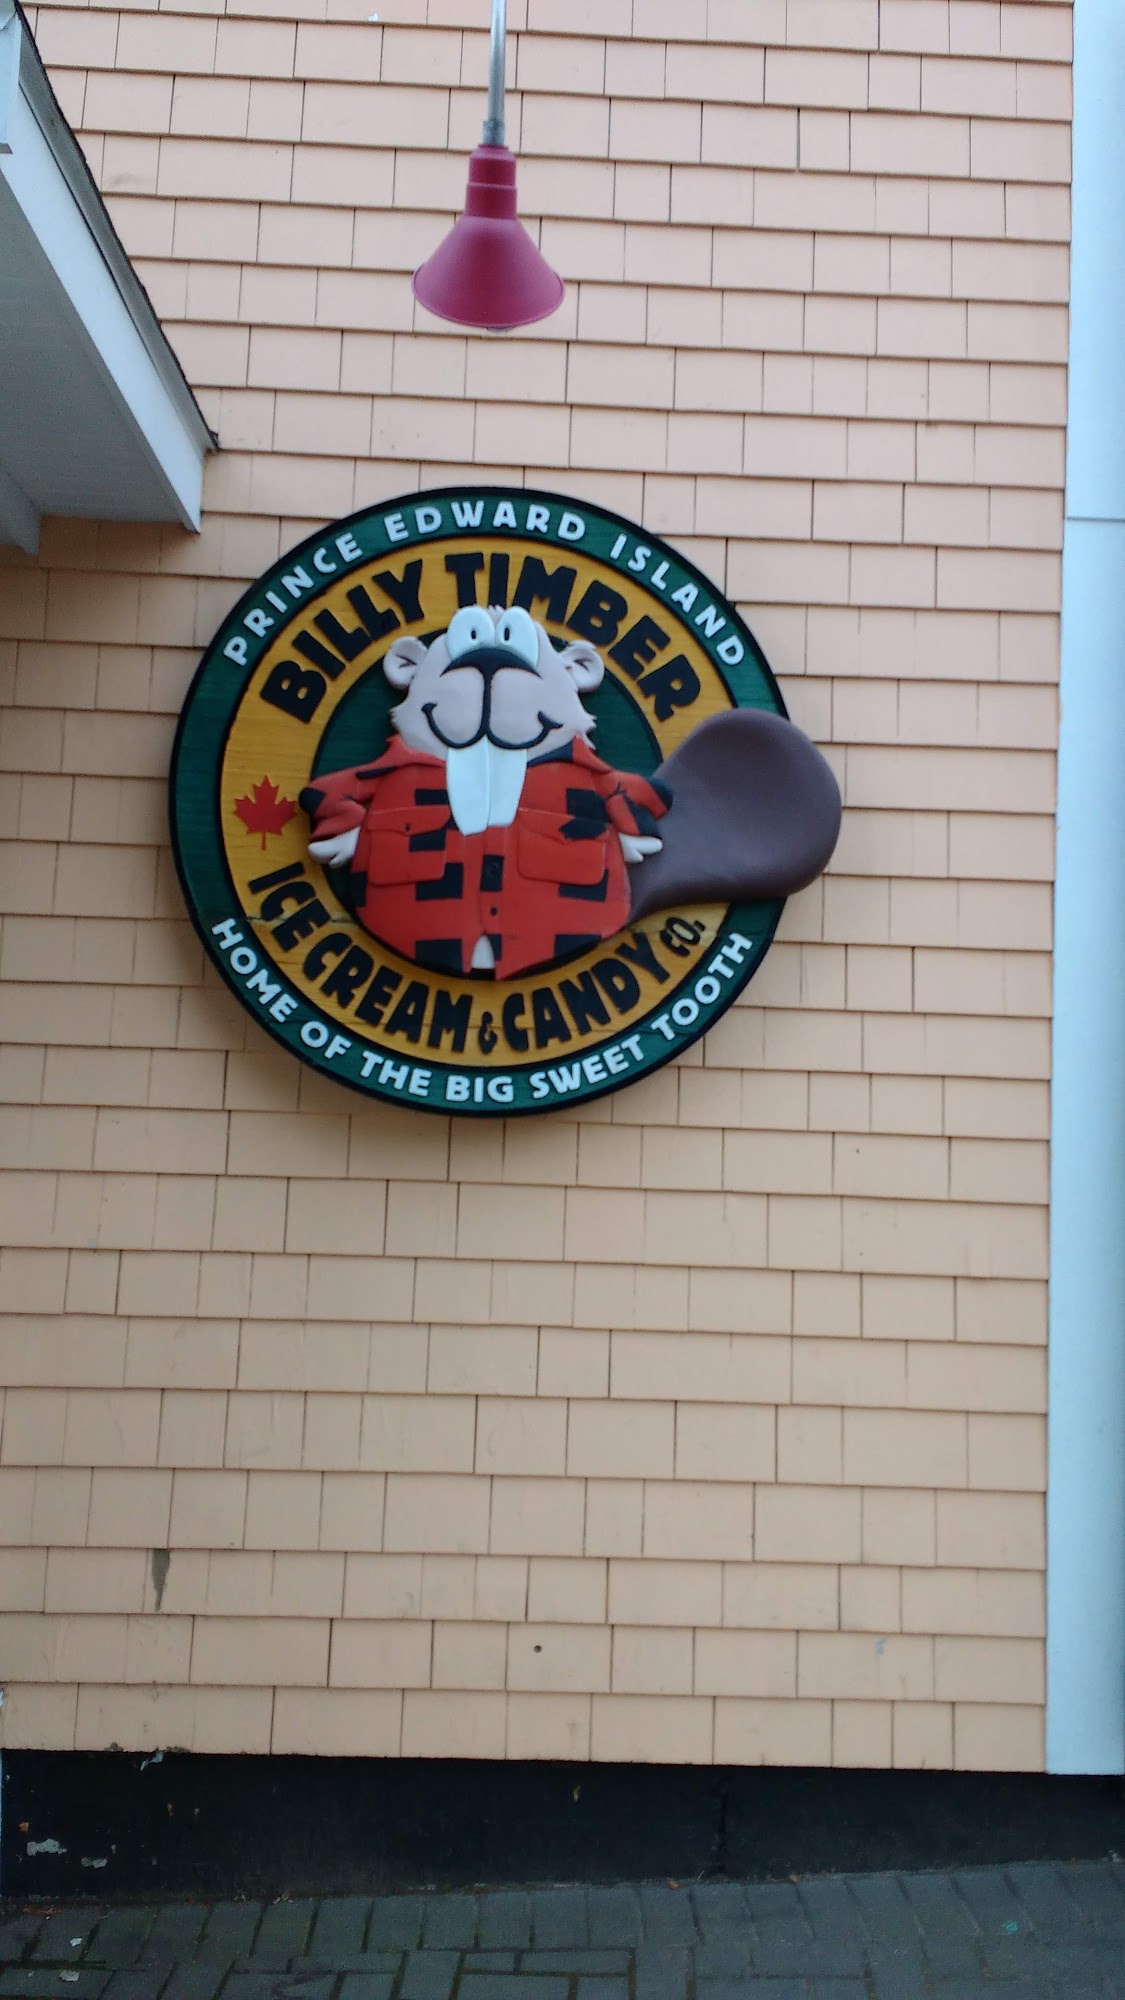 PRINCE EDWARD ISLAND
BILLY TIMBER
ICE CREAM & CANDY CO.
HOME OF THE BIG SWEET TOOTH